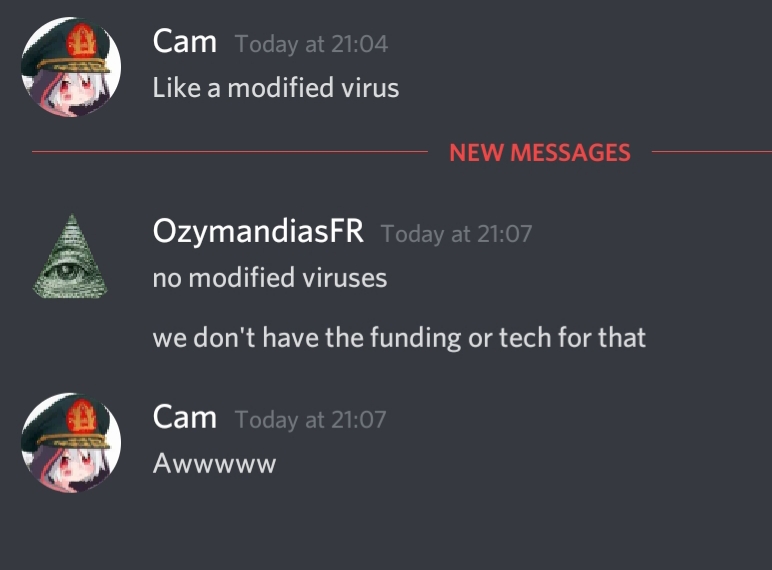 Cam Today at 21:04
Like a modified virus
NEW MESSAGES
OzymandiasFR Today at 21:07
no modified viruses
we don't have the funding or tech for that
Cam Today at 21:07
Awwwww